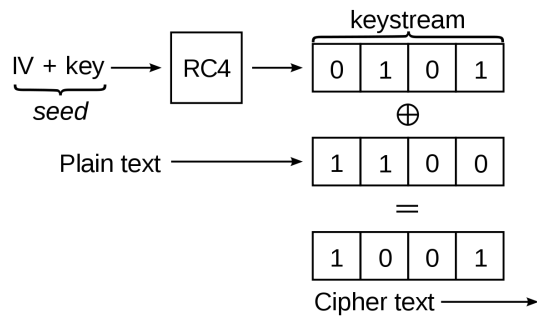 keystream
IV + key RC4 0 1 0 1
seed
⊕
Plain text 1 1 0 0
=
1 0 0 1
Cipher text